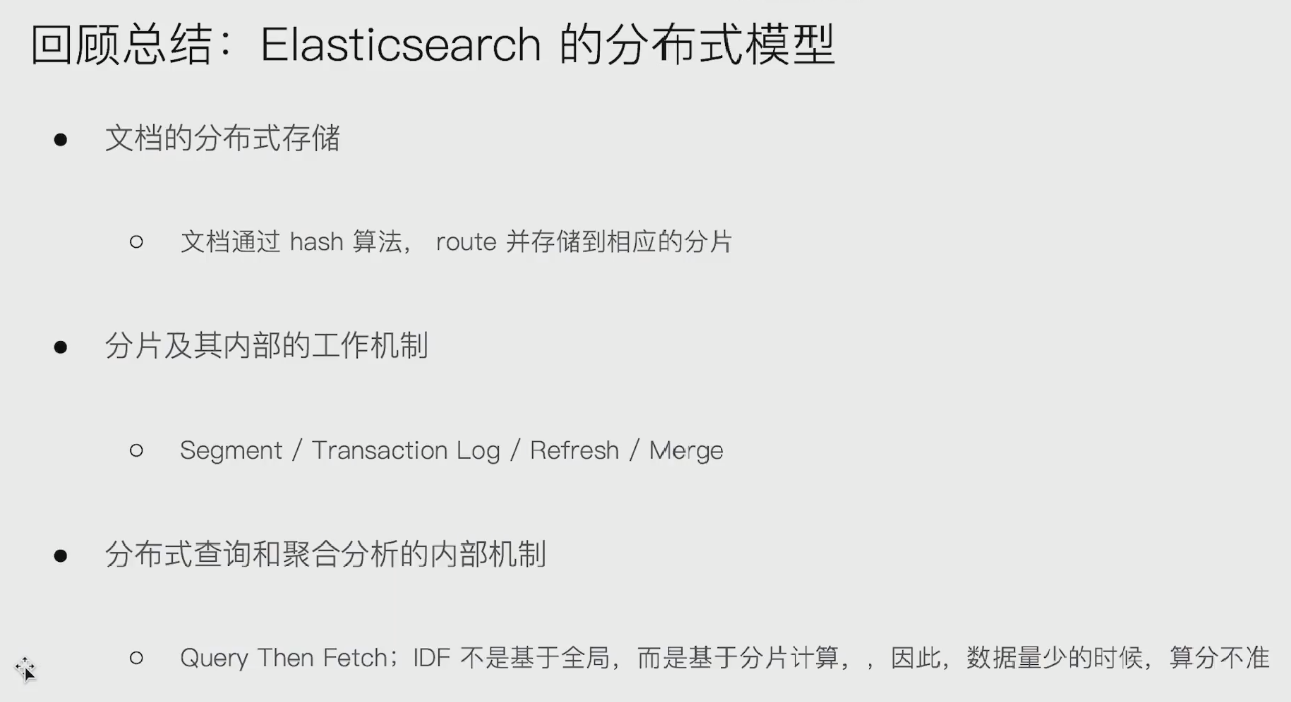 回顾总结：Elasticsearch 的分布式模型
● 文档的分布式存储
○ 文档通过 hash 算法， route 并存储到相应的分片
● 分片及其内部的工作机制
○ Segment / Transaction Log / Refresh / Merge
● 分布式查询和聚合分析的内部机制
○ Query Then Fetch；IDF 不是基于全局，而是基于分片计算，，因此，数据量少的时候，算分不准